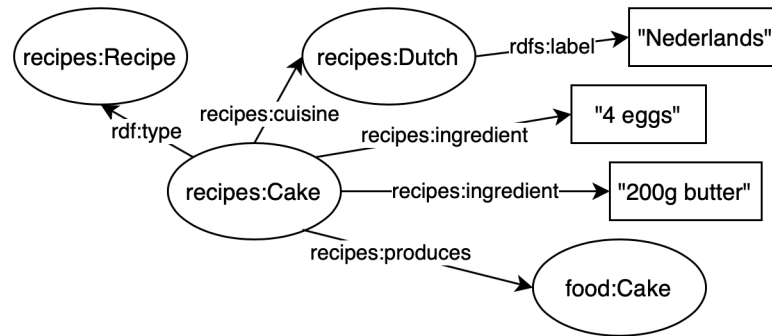 recipes:Recipe
recipes:Dutch
rdfs:label
"Nederlands"
recipes:cuisine
rdf:type
"4 eggs"
recipes:ingredient
recipes:Cake
recipes:ingredient
"200g butter"
recipes:produces
food:Cake